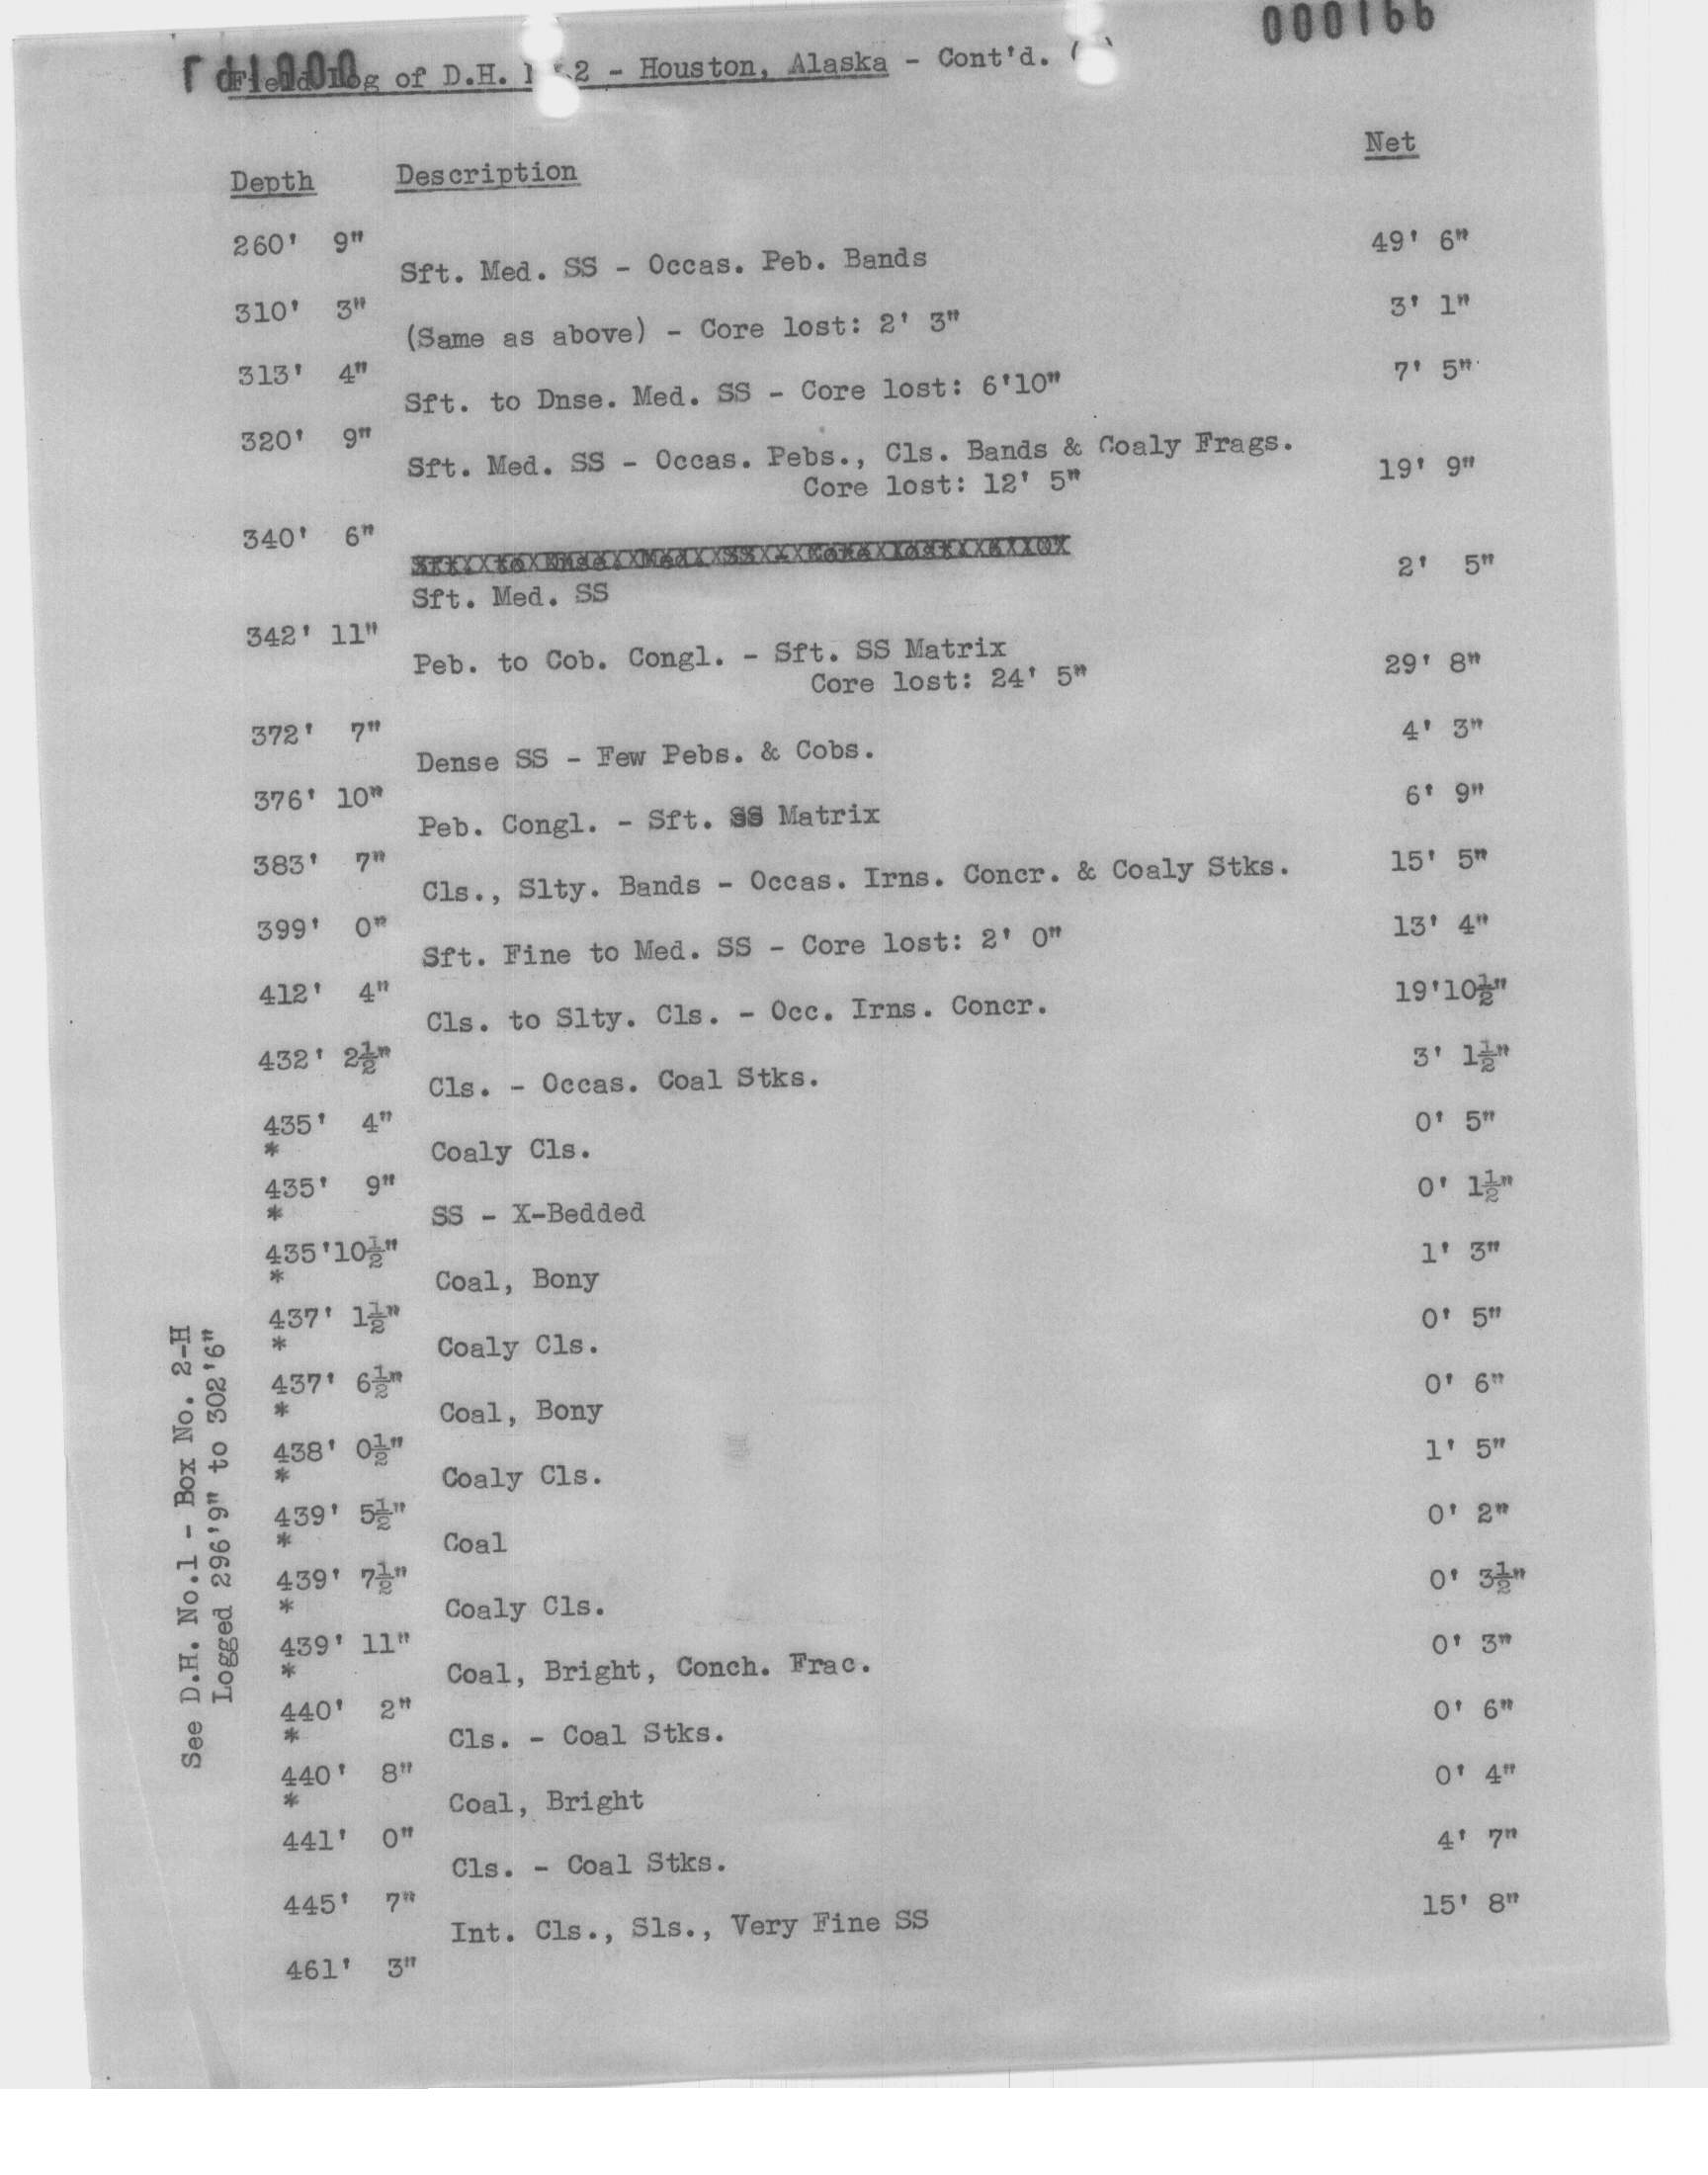 000166
Field Log of D.H. 2 - Houston, Alaska - Cont'd.
Depth Description Net
260' 9"
Sft. Med. SS - Occas. Peb. Bands 49' 6"
310' 3"
(Same as above) - Core lost: 2' 3" 3' 1"
313' 4"
Sft. to Dnse. Med. SS - Core lost: 6'10" 7' 5"
320' 9"
Sft. Med. SS - Occas. Pebs., Cls. Bands & Coaly Frags. 19' 9"
Core lost: 12' 5"
340' 6"
Sft. Med. SS 2' 5"
342' 11"
Peb. to Cob. Congl. - Sft. SS Matrix 29' 8"
Core lost: 24' 5"
372' 7"
Dense SS - Few Pebs. & Cobs. 4' 3"
376' 10"
Peb. Congl. - Sft. SS Matrix 6' 9"
383' 7"
Cls., Slty. Bands - Occas. Irns. Concr. & Coaly Stks. 15' 5"
399' 0"
Sft. Fine to Med. SS - Core lost: 2' 0" 13' 4"
412' 4"
Cls. to Slty. Cls. - Occ. Irns. Concr. 19'10½"
432' 2½"
Cls. - Occas. Coal Stks. 3' 1½"
435' 4"
* Coaly Cls. 0' 5"
435' 9"
* SS - X-Bedded 0' 1½"
435'10½"
* Coal, Bony 1' 3"
437' 1½"
* Coaly Cls. 0' 5"
437' 6½"
* Coal, Bony 0' 6"
438' 0½"
* Coaly Cls. 1' 5"
439' 5½"
* Coal 0' 2"
439' 7½"
* Coaly Cls. 0' 3½"
439' 11"
* Coal, Bright, Conch. Frac. 0' 3"
440' 2"
* Cls. - Coal Stks. 0' 6"
440' 8"
* Coal, Bright 0' 4"
441' 0"
Cls. - Coal Stks. 4' 7"
445' 7"
Int. Cls., Sls., Very Fine SS 15' 8"
461' 3"
See D.H. No.1 - Box No. 2-H
Logged 296'9" to 302'6"